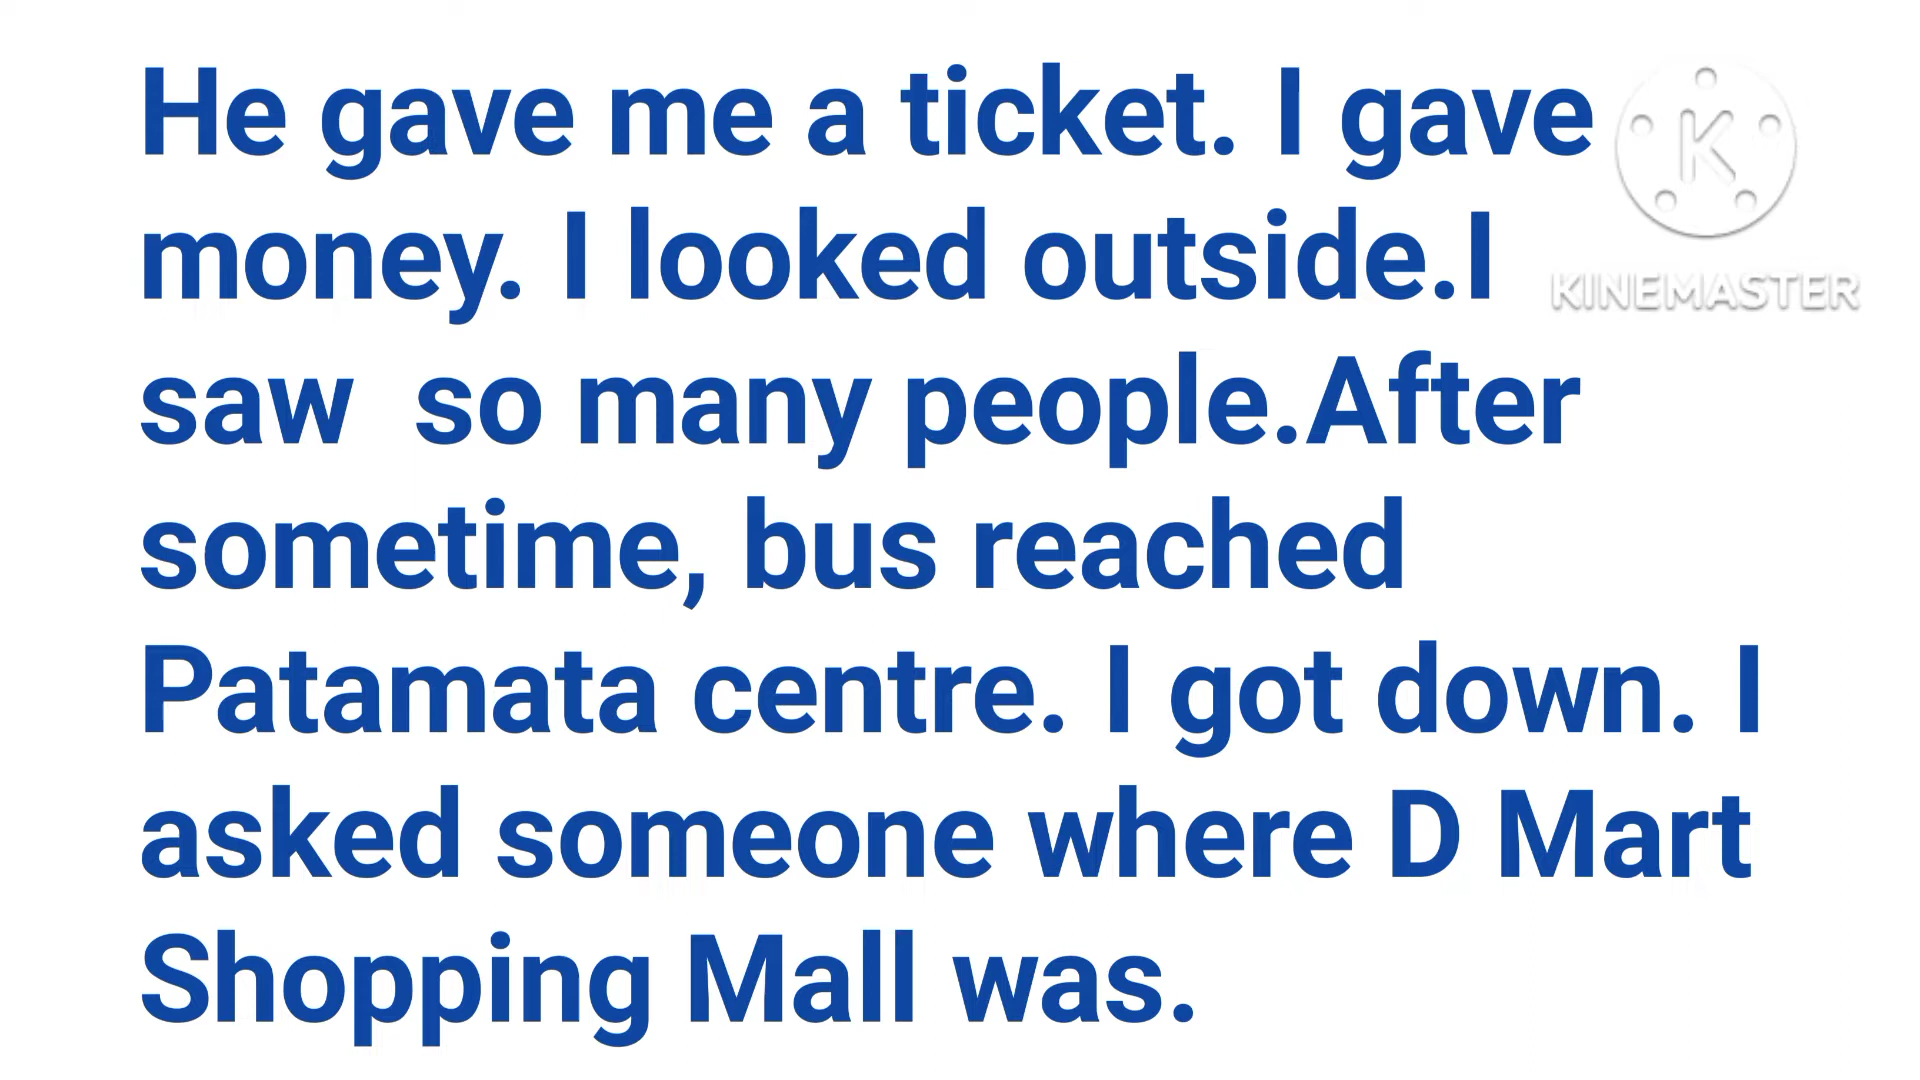 He gave me a ticket. I gave
money. I looked outside.I
saw  so many people.After
sometime, bus reached
Patamata centre. I got down. I
asked someone where D Mart
Shopping Mall was.
K
KINEMASTER